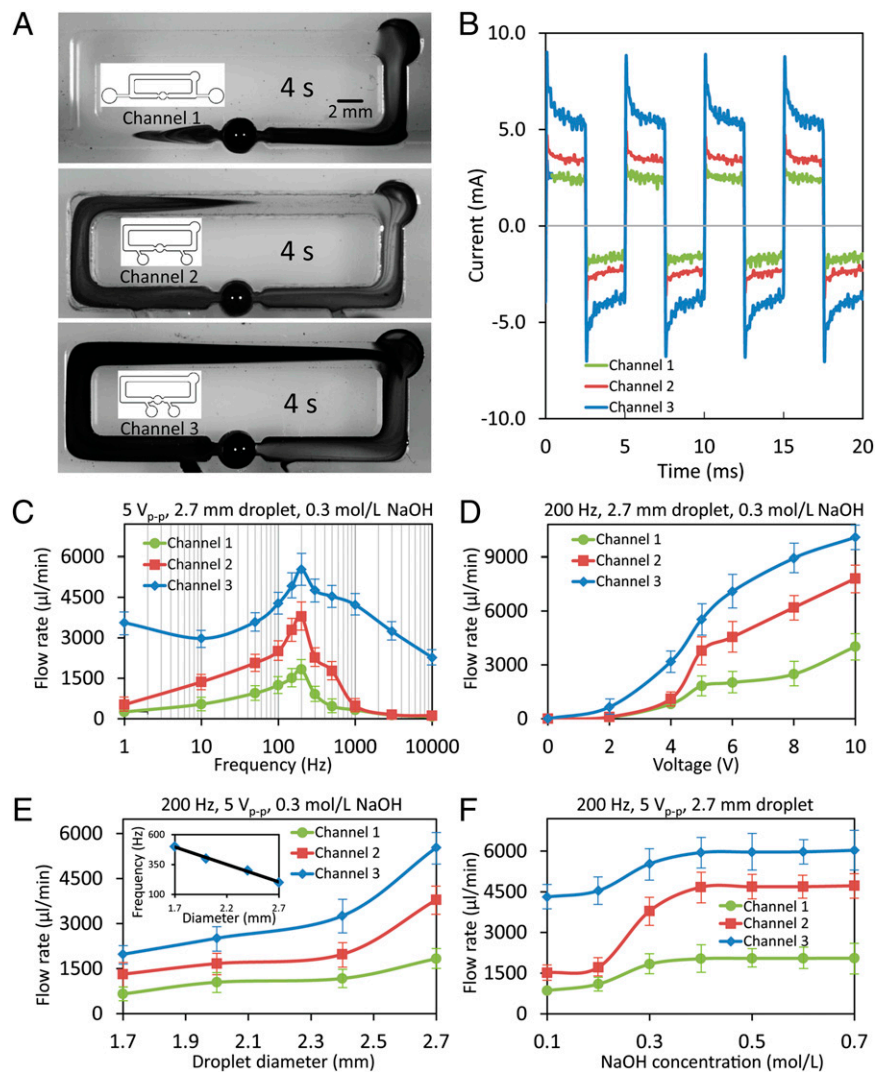 A
4 s
2 mm
Channel 1
4 s
Channel 2
4 s
Channel 3
B
10.0
5.0
0.0
-5.0
-10.0
Current (mA)
Channel 1
Channel 2
Channel 3
0 5 10 15 20
Time (ms)
C
5 Vp-p, 2.7 mm droplet, 0.3 mol/L NaOH
Flow rate (µl/min)
6000
4500
3000
1500
0
Channel 1
Channel 2
Channel 3
1 10 100 1000 10000
Frequency (Hz)
D
200 Hz, 2.7 mm droplet, 0.3 mol/L NaOH
Flow rate (µl/min)
9000
6000
3000
0
Channel 1
Channel 2
Channel 3
0 2 4 6 8 10
Voltage (V)
E
200 Hz, 5 Vp-p, 0.3 mol/L NaOH
Flow rate (µl/min)
6000
4500
3000
1500
0
Frequency (Hz)
600
350
100
1.7 2.2 2.7
Diameter (mm)
Channel 1
Channel 2
Channel 3
1.7 1.9 2.1 2.3 2.5 2.7
Droplet diameter (mm)
F
200 Hz, 5 Vp-p, 2.7 mm droplet
Flow rate (µl/min)
6000
4500
3000
1500
0
Channel 1
Channel 2
Channel 3
0.1 0.3 0.5 0.7
NaOH concentration (mol/L)